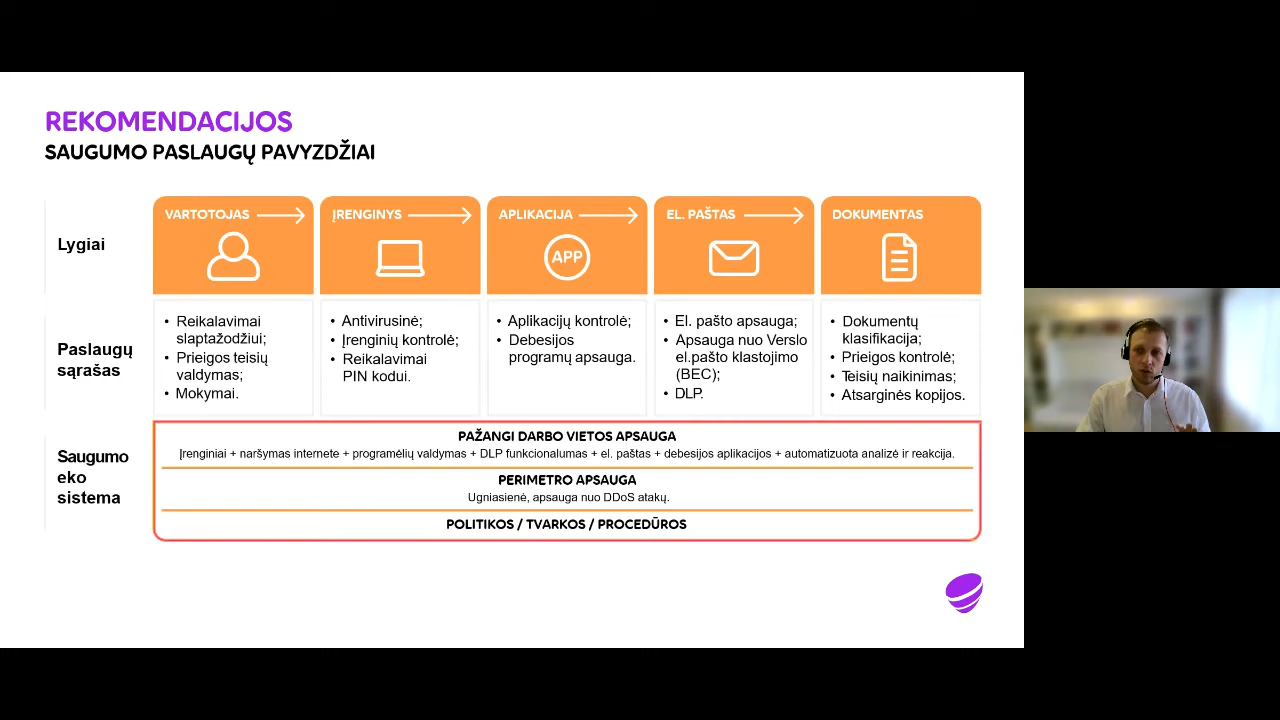 REKOMENDACIJOS
SAUGUMO PASLAUGŲ PAVYZDŽIAI
Lygiai
VARTOTOJAS
ĮRENGINYS
APLIKACIJA
APP
EL. PAŠTAS
DOKUMENTAS
Paslaugų
sąrašas
• Reikalavimai
slaptažodžiui;
• Prieigos teisių
valdymas;
• Mokymai.
• Antivirusinė;
• Įrenginių kontrolė;
• Reikalavimai
PIN kodui.
• Aplikacijų kontrolė;
• Debesijos
programų apsauga.
• El. pašto apsauga;
• Apsauga nuo Verslo
el.pašto klastojimo
(BEC);
• DLP.
• Dokumentų
klasifikacija;
• Prieigos kontrolė;
• Teisių naikinimas;
• Atsarginės kopijos.
Saugumo
eko
sistema
PAŽANGI DARBO VIETOS APSAUGA
Įrenginiai + naršymas internete + programėlių valdymas + DLP funkcionalumas + el. paštas + debesijos aplikacijos + automatizuota analizė ir reakcija.
PERIMETRO APSAUGA
Ugniasienė, apsauga nuo DDoS atakų.
POLITIKOS / TVARKOS / PROCEDŪROS